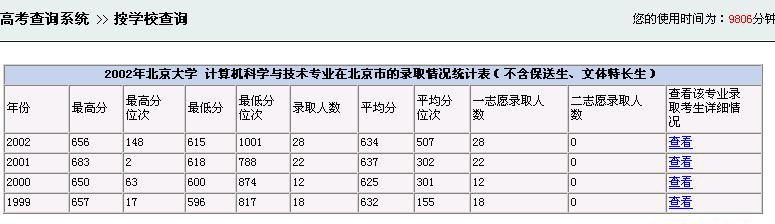 高考查询系统 >> 按学校查询 您的使用时间为：9806分钟
2002年北京大学 计算机科学与技术专业在北京市的录取情况统计表（不含保送生、文体特长生）
年份 最高分 最高分位次 最低分 最低分位次 录取人数 平均分 平均分位次 一志愿录取人数 二志愿录取人数 查看该专业录取考生详细情况
2002 656 148 615 1001 28 634 507 28 0 查看
2001 683 2 618 788 22 637 302 22 0 查看
2000 650 63 600 874 12 625 301 12 0 查看
1999 657 17 596 817 18 632 155 18 0 查看